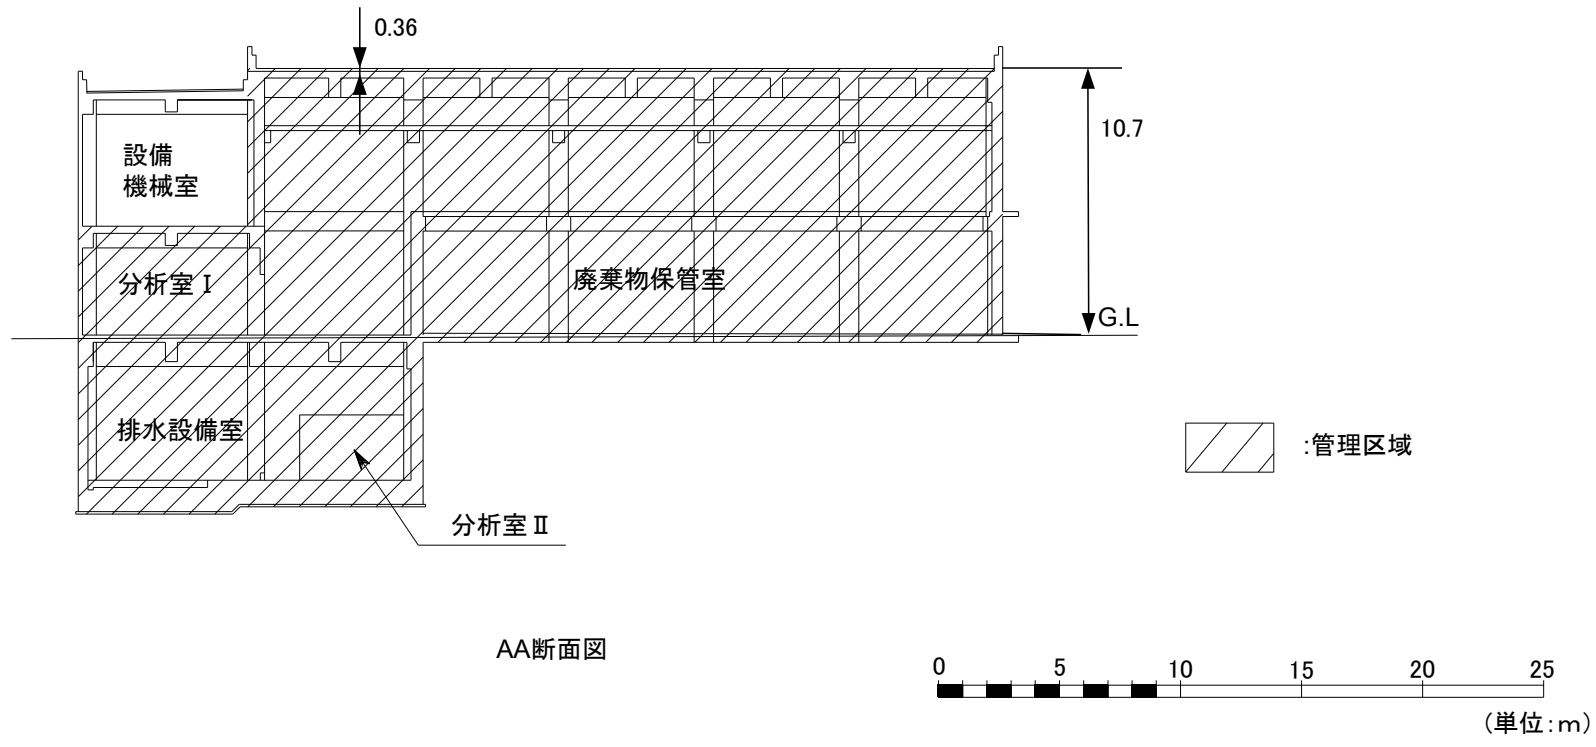 0.36
10.7
設備
機械室
分析室Ⅰ
廃棄物保管室
G.L
排水設備室
:管理区域
分析室Ⅱ
AA断面図
0 5 10 15 20 25
(単位:m)